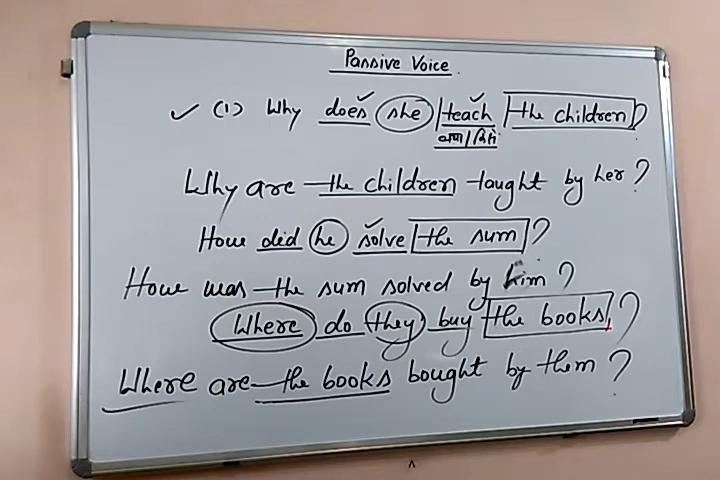 Passive Voice
(1) Why does she teach the children?
Why are the children taught by her?
How did he solve the sum?
How was the sum solved by him?
Where do they buy the books?
Where are the books bought by them?